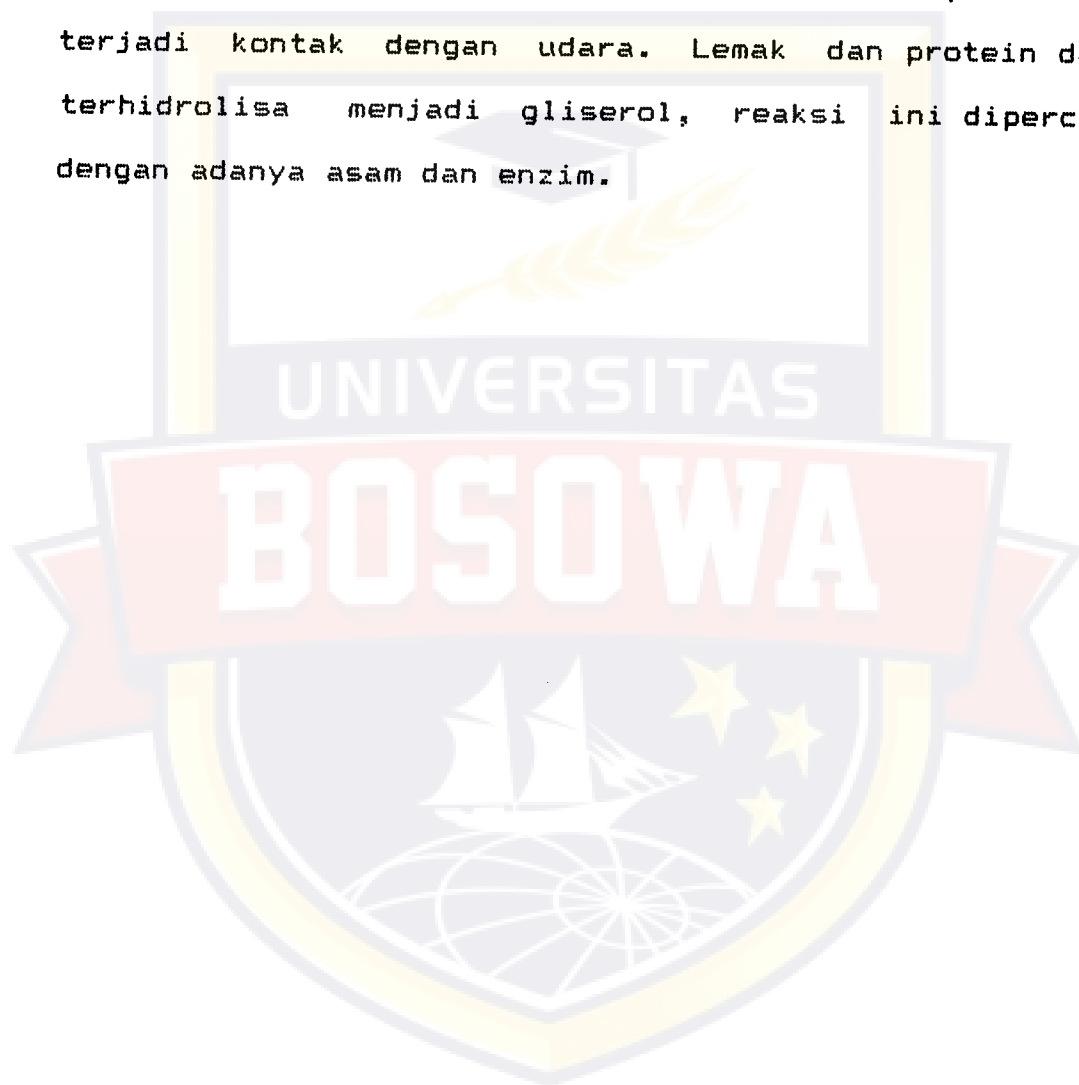 terjadi kontak dengan udara. Lemak dan protein
terhidrolisa menjadi gliserol, reaksi ini
dengan adanya asam dan enzim.
UNIVERSITAS
BOSOWA